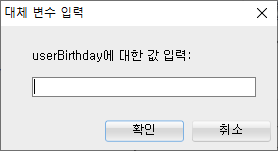 대체 변수 입력
userBirthday에 대한 값 입력:
확인
취소